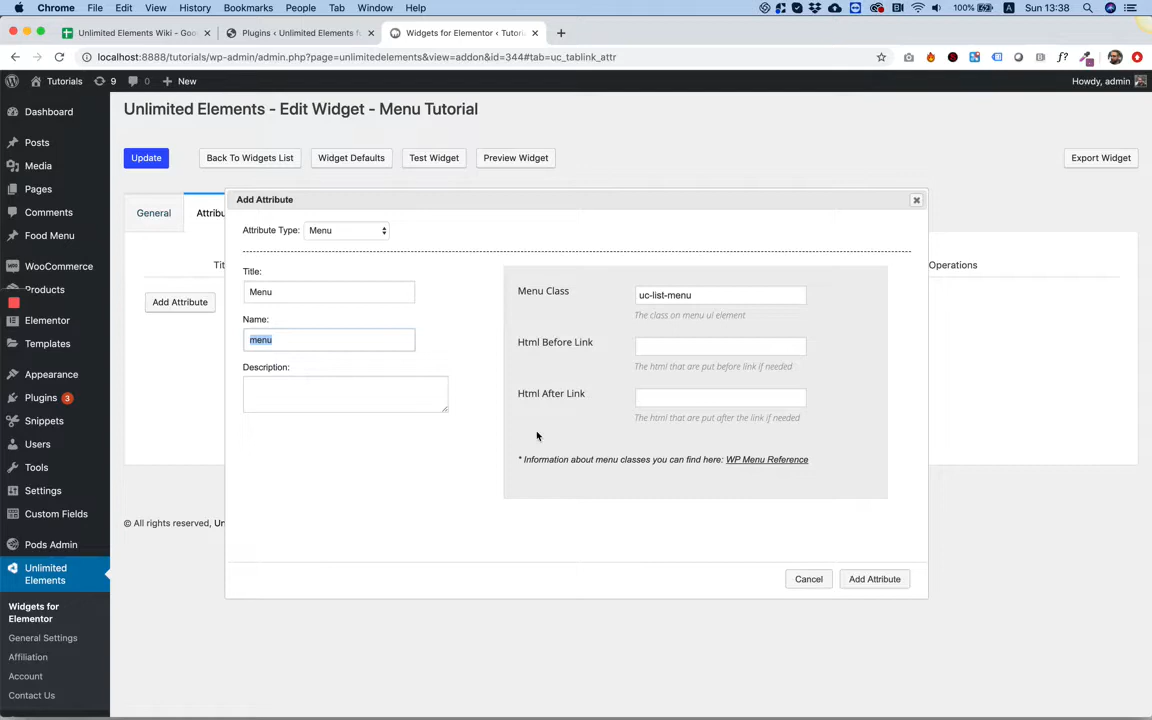 Chrome File Edit View History Bookmarks People Tab Window Help 100% A Sun 13:38
Unlimited Elements Wiki - Goo × Plugins ‹ Unlimited Elements f × Widgets for Elementor ‹ Tutori × +
localhost:8888/tutorials/wp-admin/admin.php?page=unlimitedelements&view=addon&id=344#tab=uc_tablink_attr f?
Tutorials 9 0 + New Howdy, admin
Dashboard
Posts
Media
Pages
Comments
Food Menu
WooCommerce
Products
Elementor
Templates
Appearance
Plugins 3
Snippets
Users
Tools
Settings
Custom Fields
Pods Admin
Unlimited
Elements
Widgets for
Elementor
General Settings
Affiliation
Account
Contact Us
Unlimited Elements - Edit Widget - Menu Tutorial
Update Back To Widgets List Widget Defaults Test Widget Preview Widget Export Widget
General Attribu
Tit Operations
Add Attribute
© All rights reserved, Un
Add Attribute
Attribute Type: Menu
Title:
Menu
Name:
menu
Description:
Menu Class uc-list-menu
The class on menu ul element
Html Before Link
The html that are put before link if needed
Html After Link
The html that are put after the link if needed
* Information about menu classes you can find here: WP Menu Reference
Cancel Add Attribute